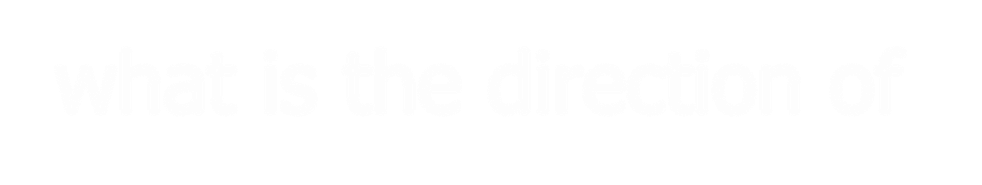 what is the direction of